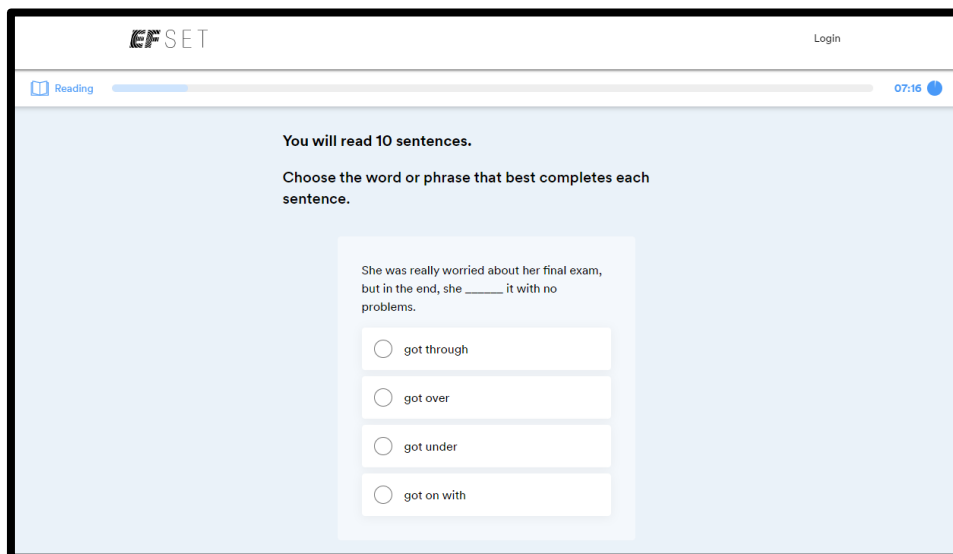 EFSET
Login
Reading
07:16
You will read 10 sentences.
Choose the word or phrase that best completes each
sentence.
She was really worried about her final exam,
but in the end, she ______ it with no
problems.
got through
got over
got under
got on with